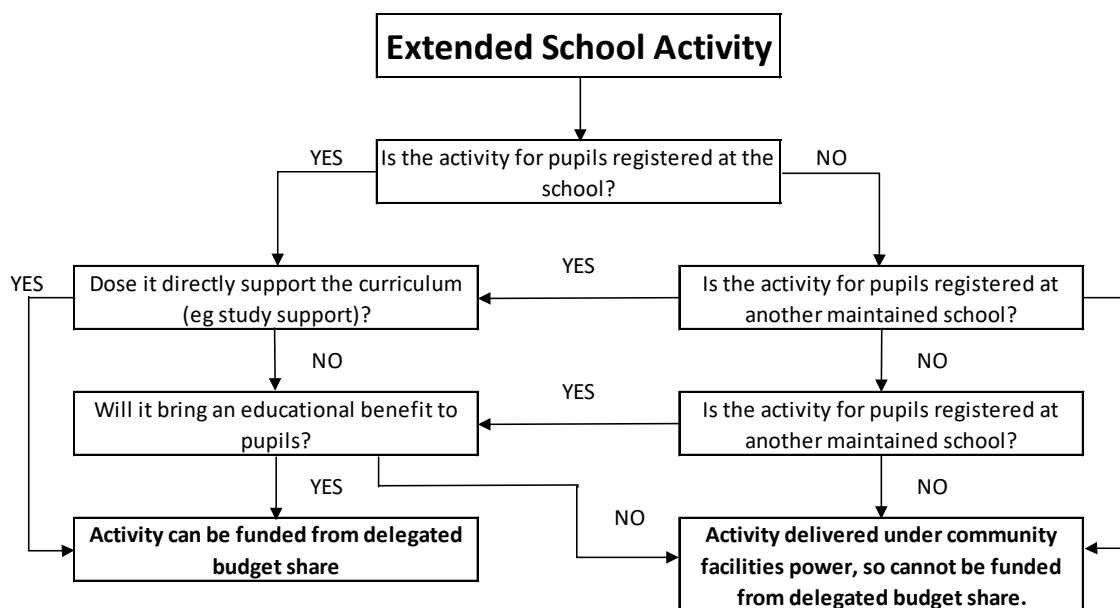 Extended School Activity
YES
Is the activity for pupils registered at the
school?
NO
YES
Dose it directly support the curriculum
(eg study support)?
YES
Is the activity for pupils registered at
another maintained school?
NO
NO
Will it bring an educational benefit to
pupils?
YES
Is the activity for pupils registered at
another maintained school?
YES
NO
NO
Activity can be funded from delegated
budget share
Activity delivered under community
facilities power, so cannot be funded
from delegated budget share.